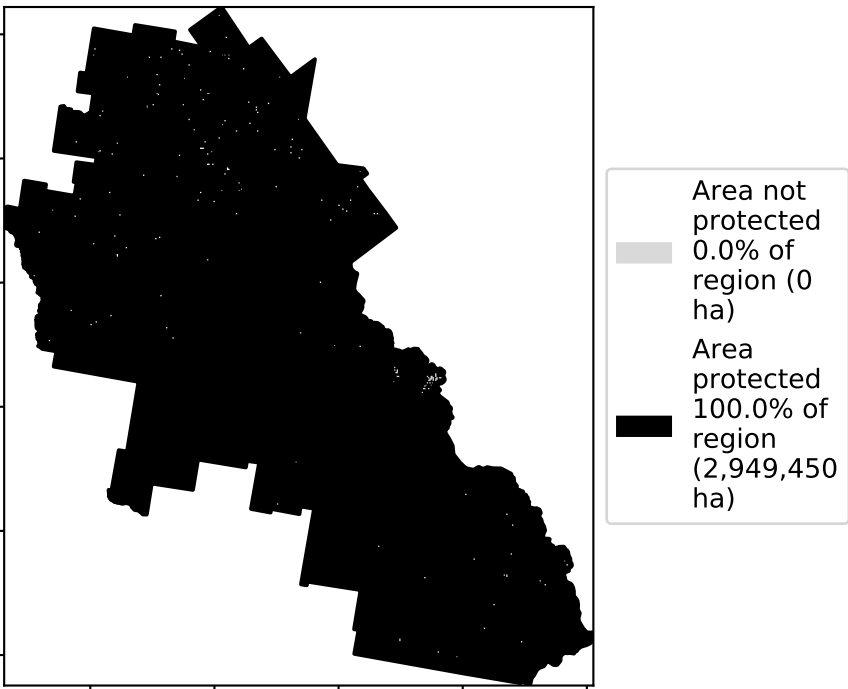 Area not
protected
0.0% of
region (0
ha)
Area
protected
100.0% of
region
(2,949,450
ha)